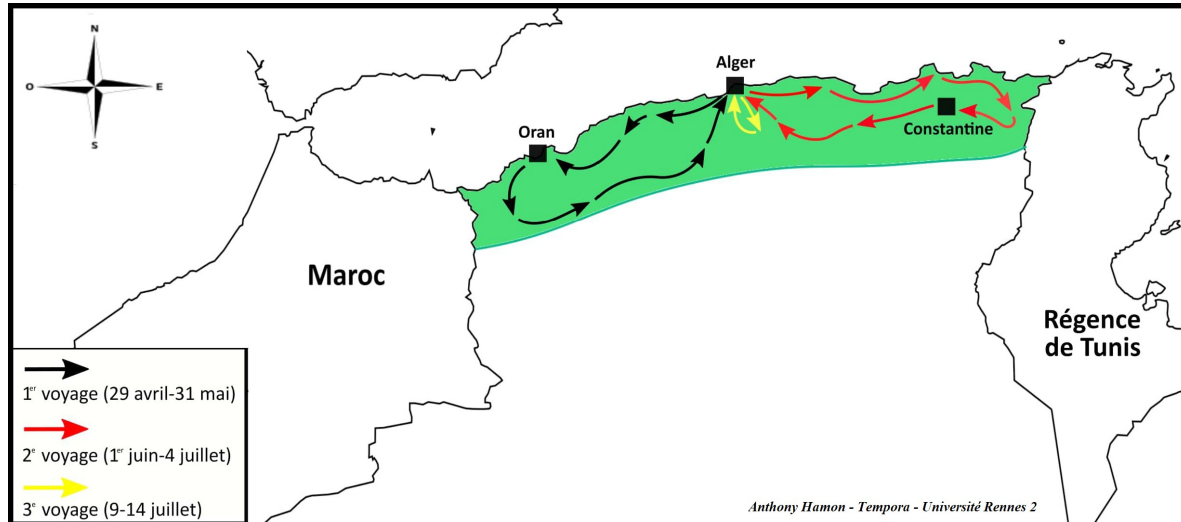 N
O
E
S
Alger
Oran
Constantine
Maroc
Régence
de Tunis
1er voyage (29 avril-31 mai)
2e voyage (1er juin-4 juillet)
3e voyage (9-14 juillet)
Anthony Hamon - Tempora - Université Rennes 2